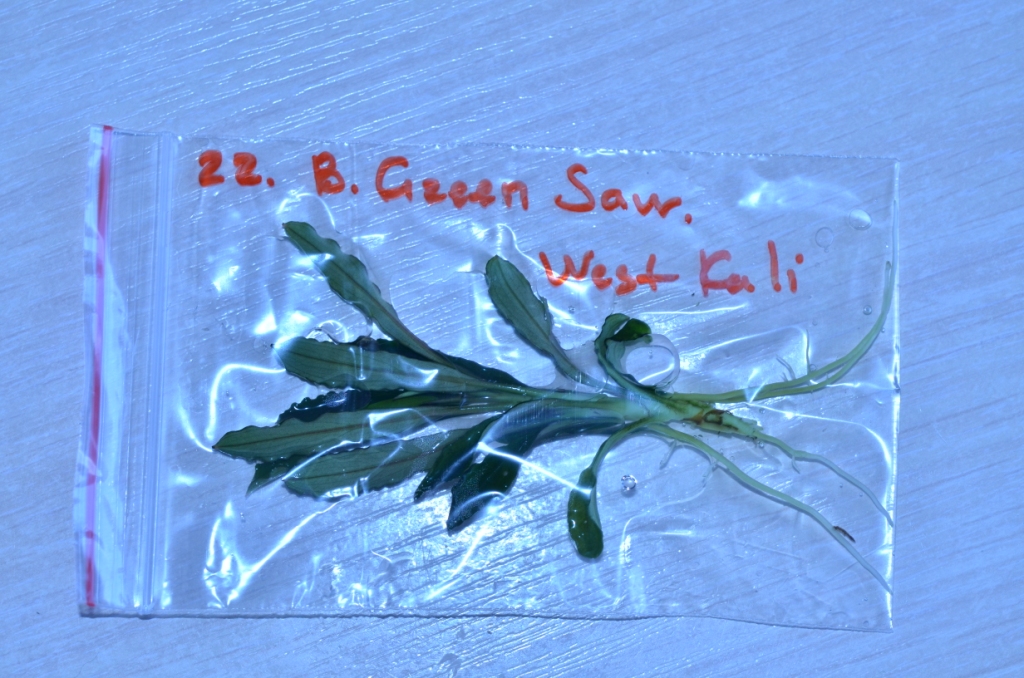 22. B. Green Saw.
West Kali